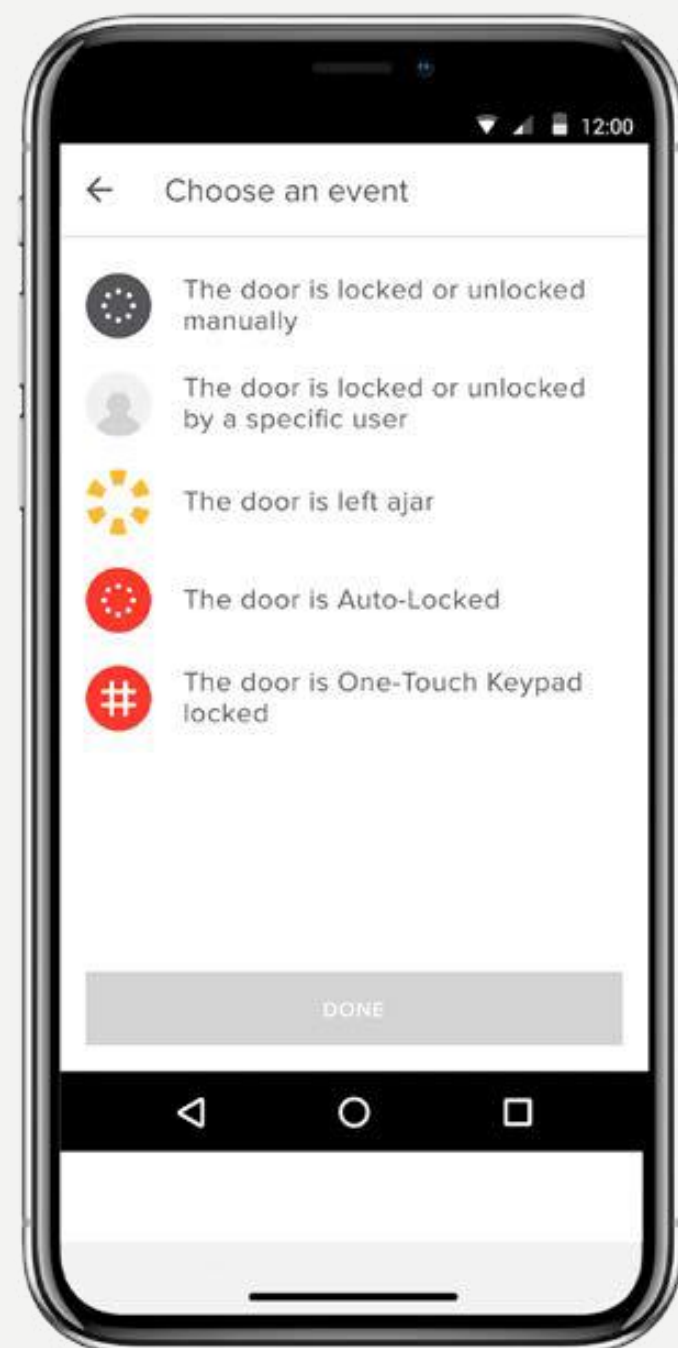 12:00
Choose an event
The door is locked or unlocked
manually
The door is locked or unlocked
by a specific user
The door is left ajar
The door is Auto-Locked
The door is One-Touch Keypad
locked
DONE